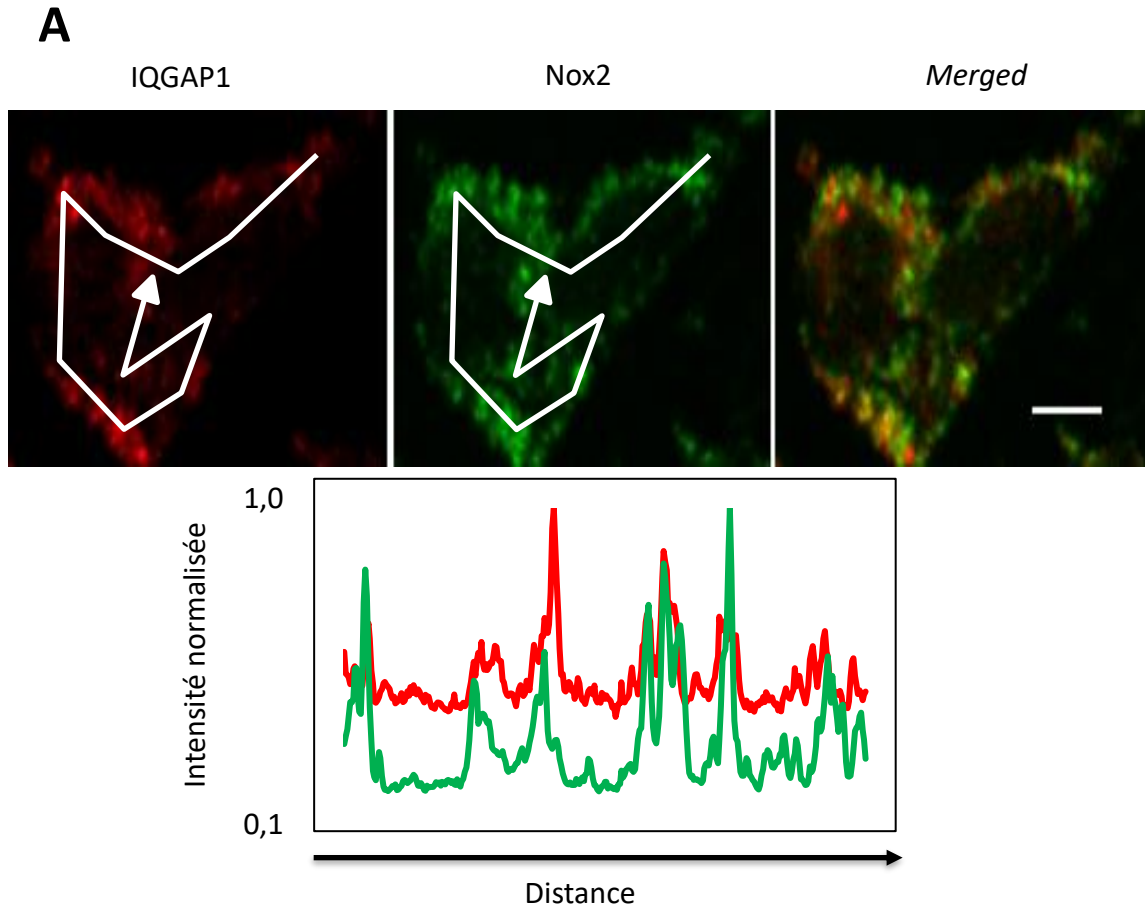 A
IQGAP1
Nox2
Merged
1,0
Intensité normalisée
0,1
Distance